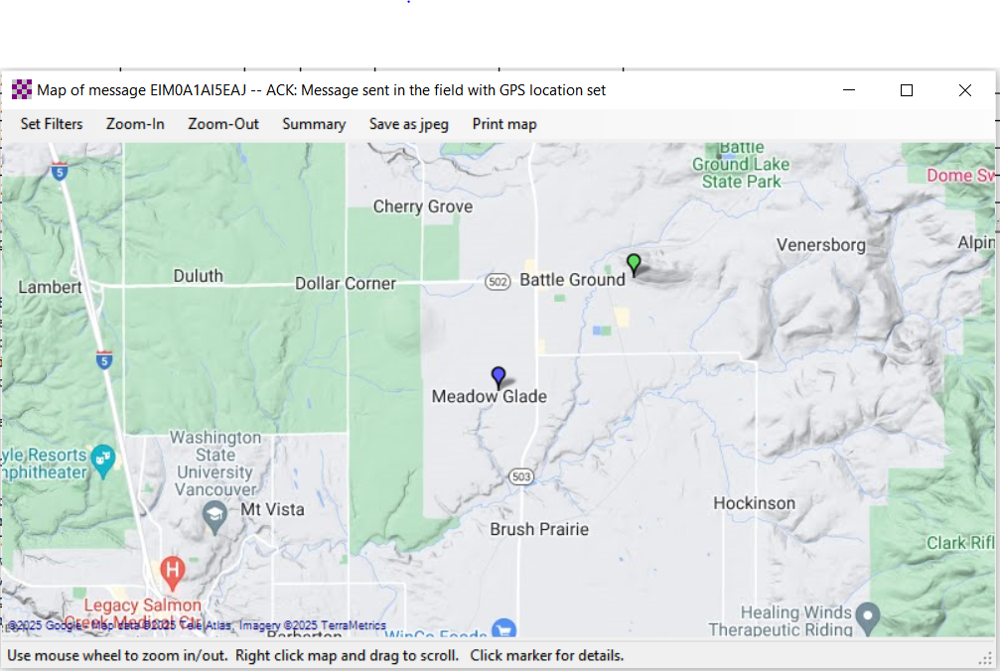 Map of message EIM0A1AI5EAJ -- ACK: Message sent in the field with GPS location set
Set Filters Zoom-In Zoom-Out Summary Save as jpeg Print map
Battle
Ground Lake
State Park
5
Dome Sw
Cherry Grove
Venersborg
Alpin
Duluth
Lambert
Dollar Corner
502
Battle Ground
5
Meadow Glade
Washington
State
University
Vancouver
yle Resorts
nphitheater
503
Mt Vista
Hockinson
Brush Prairie
Clark Rifl
H
Legacy Salmon
Creek Medical Ctr
Healing Winds
Therapeutic Riding
©2025 Google - Map data ©2025 Tele Atlas, Imagery ©2025 TerraMetrics
Barberton
WinCo Foods
Use mouse wheel to zoom in/out. Right click map and drag to scroll. Click marker for details.